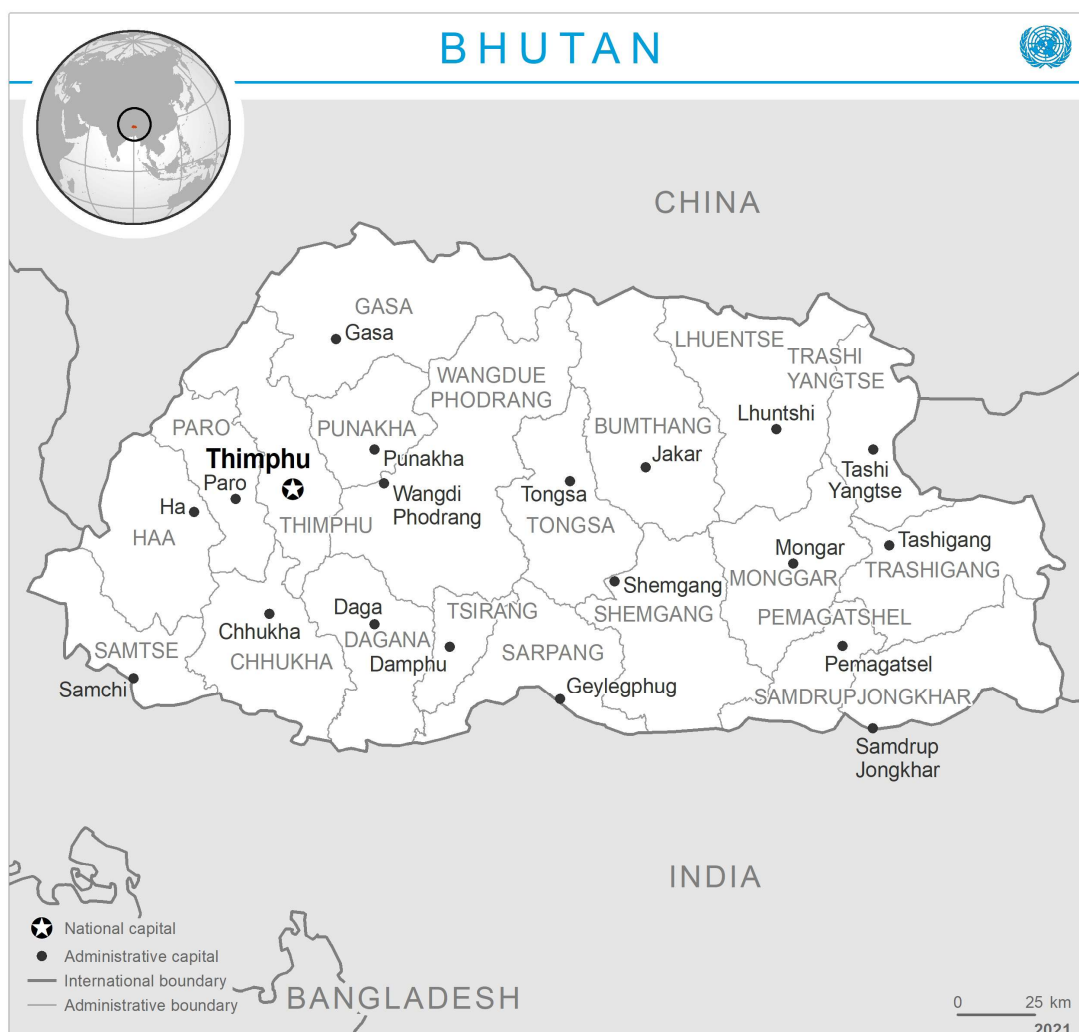 BHUTAN
CHINA
GASA
Gasa
LHUENTSE
TRASHI
YANGTSE
WANGDUE
PHODRANG
PARO
PUNAKHA
BUMTHANG
Lhuntshi
Thimphu
Punakha
Jakar
Tashi
Yangtse
Paro
Ha
Wangdi
Phodrang
Tongsa
THIMPHU
TONGSA
HAA
Mongar
Tashigang
MONGGAR
TRASHIGANG
Shemgang
SHEMGANG
Daga
TSIRANG
PEMAGATSHEL
Chhukha
DAGANA
SAMTSE
CHHUKHA
Damphu
SARPANG
Pemagatsel
Samchi
Geylegphug
SAMDRUPJONGKHAR
Samdrup
Jongkhar
INDIA
BANGLADESH
National capital
Administrative capital
International boundary
Administrative boundary
0 25 km
2021